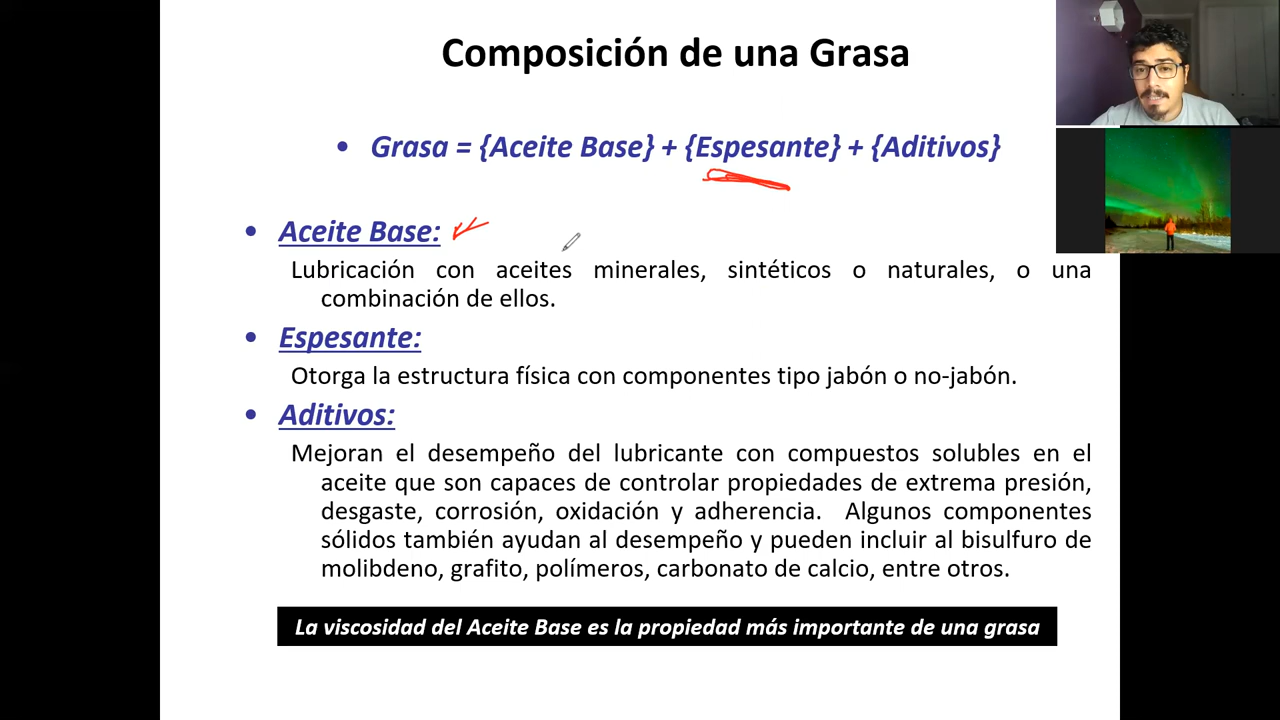 Composición de una Grasa
• Grasa = {Aceite Base} + {Espesante} + {Aditivos}
• Aceite Base:
Lubricación con aceites minerales, sintéticos o naturales, o una
combinación de ellos.
• Espesante:
Otorga la estructura física con componentes tipo jabón o no-jabón.
• Aditivos:
Mejoran el desempeño del lubricante con compuestos solubles en el
aceite que son capaces de controlar propiedades de extrema presión,
desgaste, corrosión, oxidación y adherencia. Algunos componentes
sólidos también ayudan al desempeño y pueden incluir al bisulfuro de
molibdeno, grafito, polímeros, carbonato de calcio, entre otros.
La viscosidad del Aceite Base es la propiedad más importante de una grasa